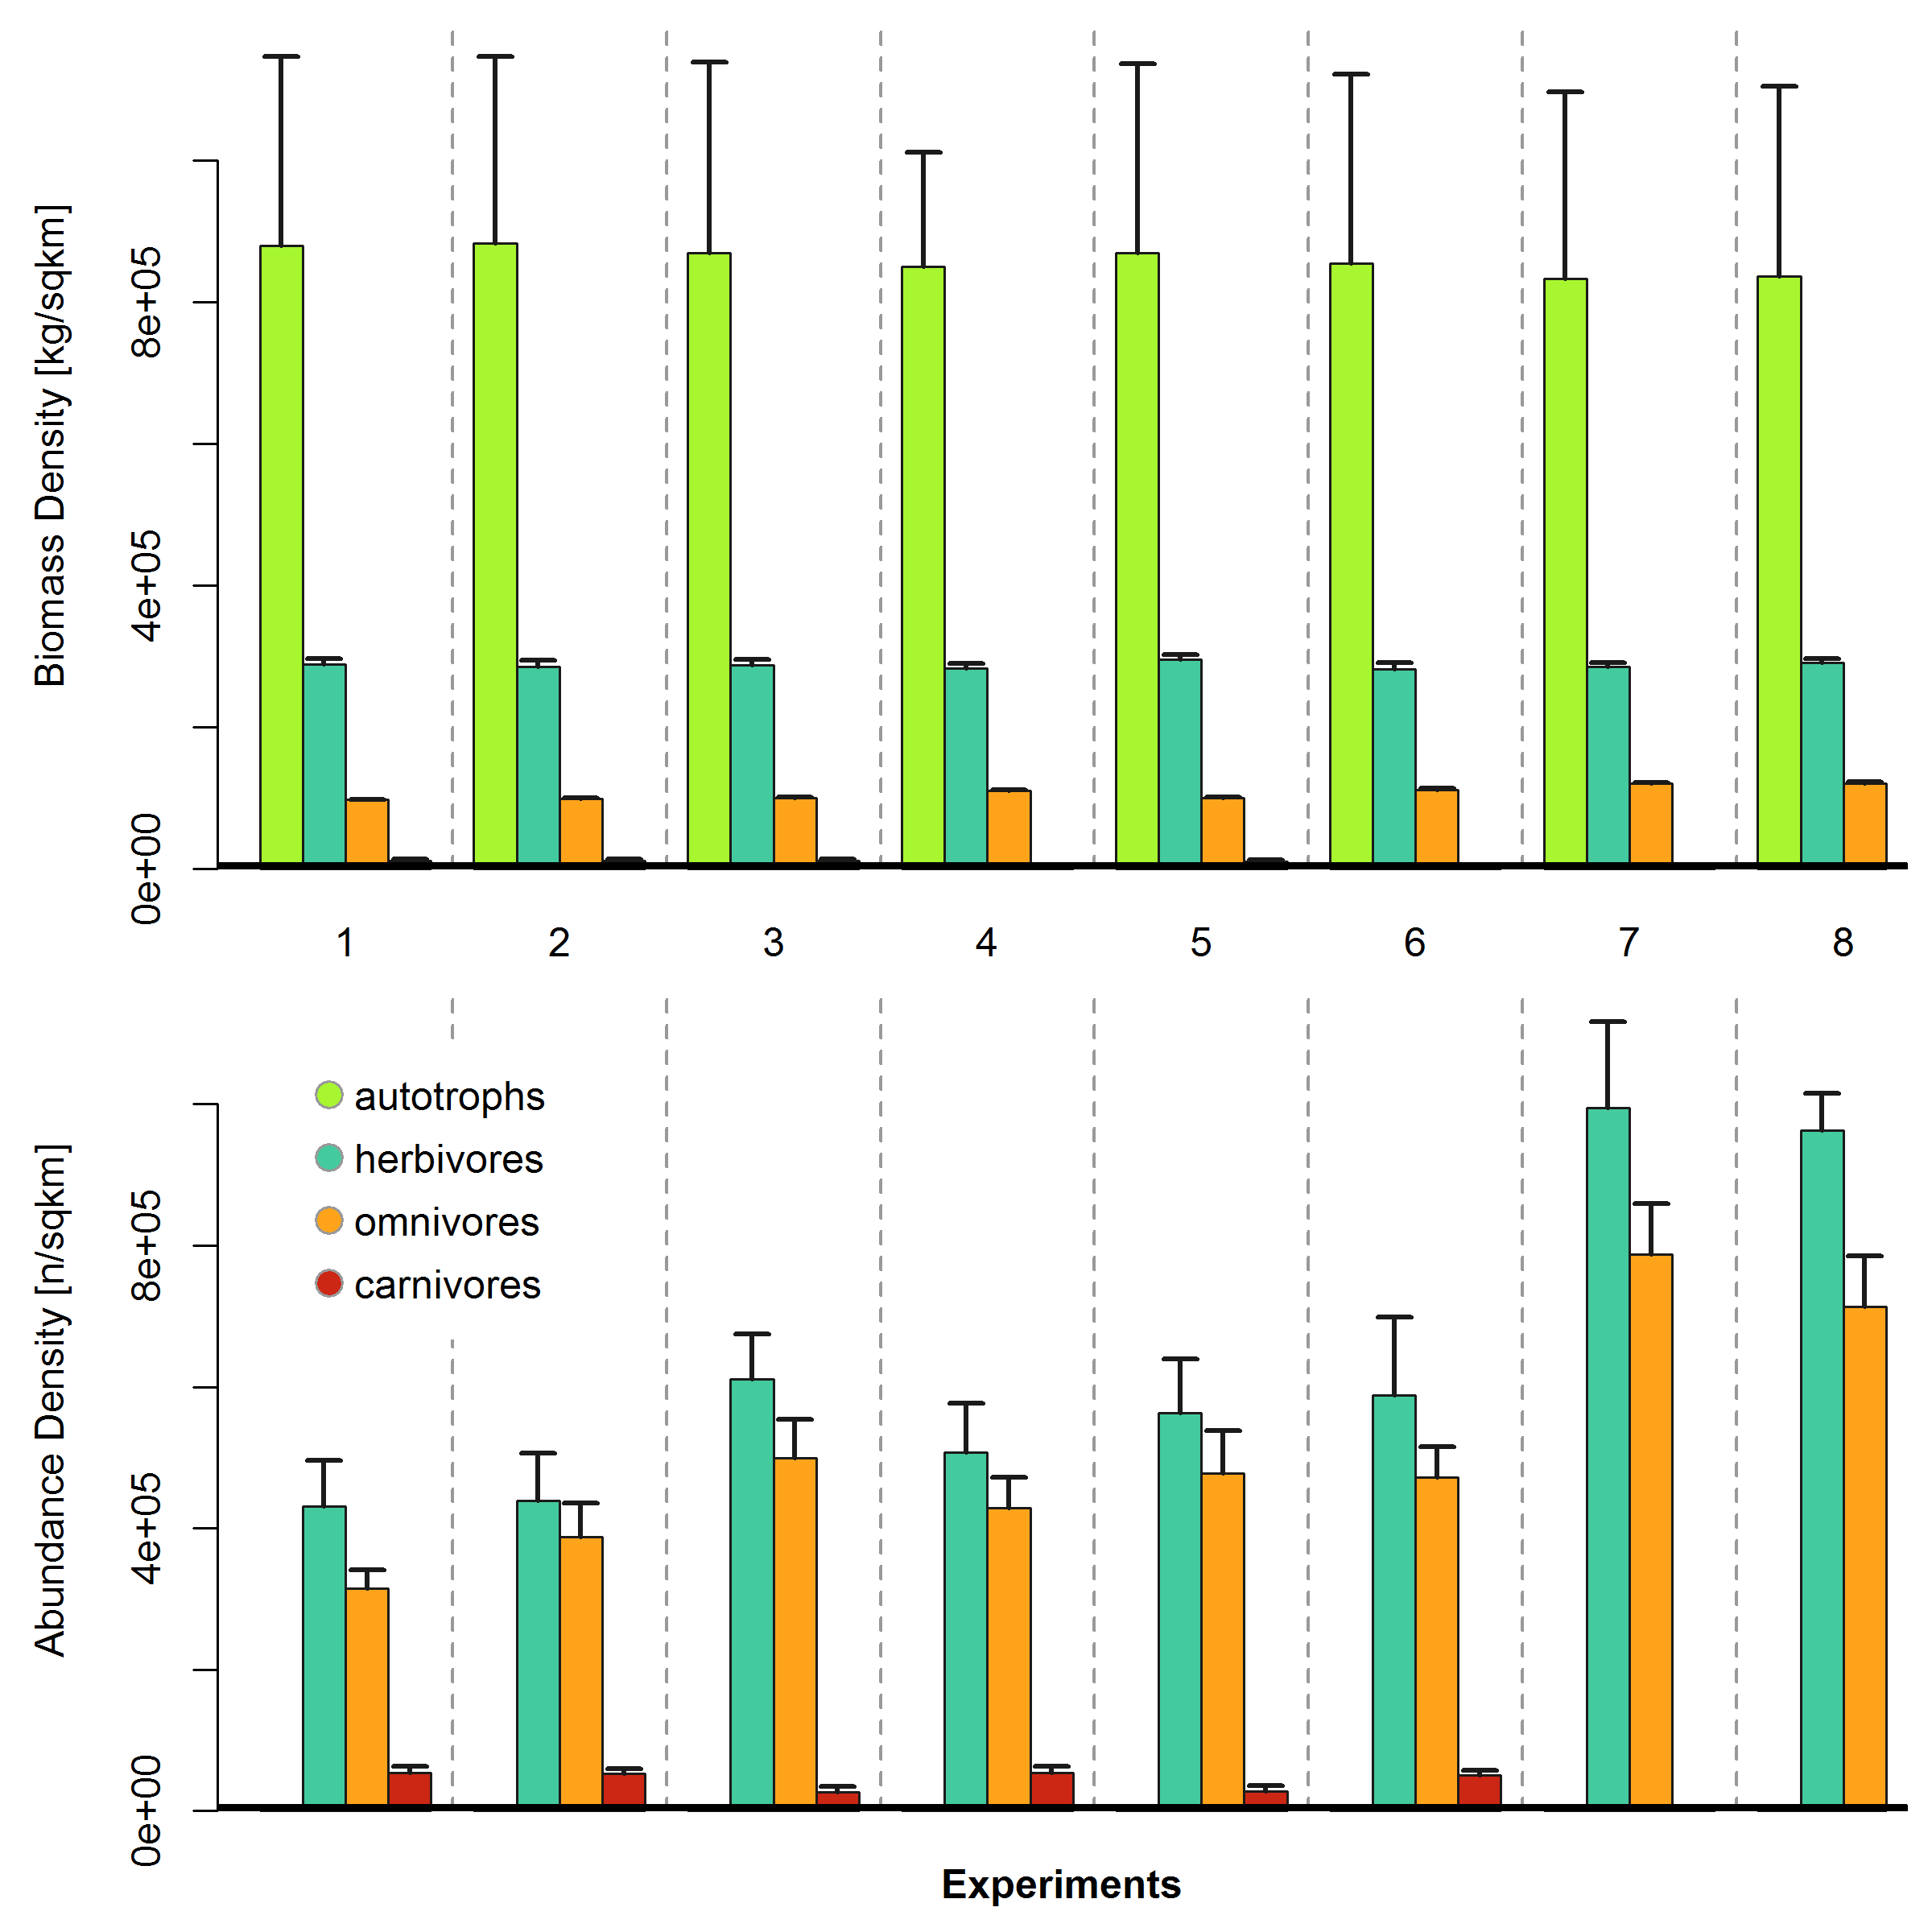 Biomass Density [kg/sqkm]
8e+05
4e+05
0e+00
1 2 3 4 5 6 7 8
Abundance Density [n/sqkm]
8e+05
4e+05
0e+00
autotrophs
herbivores
omnivores
carnivores
Experiments